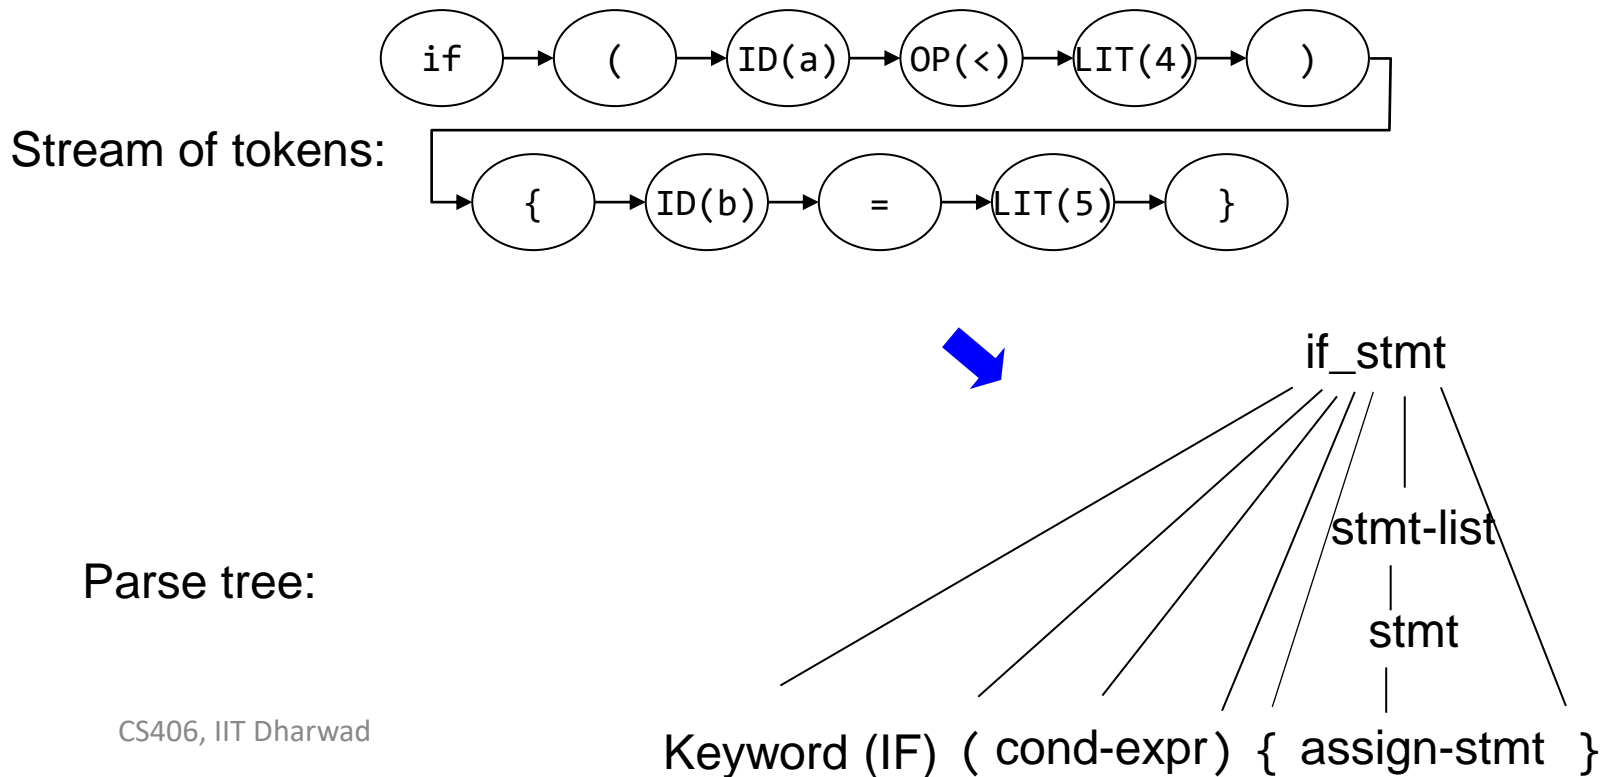 if ( ID(a) OP(<) LIT(4) )
Stream of tokens:
{ ID(b) = LIT(5) }
if_stmt
stmt-list
Parse tree:
stmt
CS406, IIT Dharwad
Keyword (IF) ( cond-expr ) { assign-stmt }